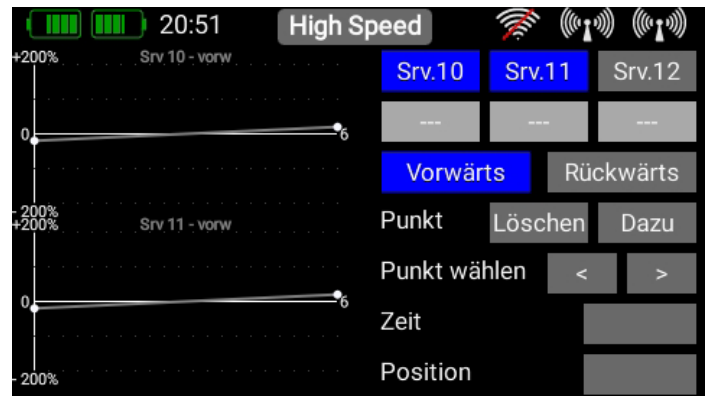 20:51 High Speed
+200% Srv 10 - vorw
0 6
- 200%
+200% Srv 11 - vorw
0 6
- 200%
Srv.10 Srv.11 Srv.12
--- --- ---
Vorwärts Rückwärts
Punkt Löschen Dazu
Punkt wählen < >
Zeit
Position